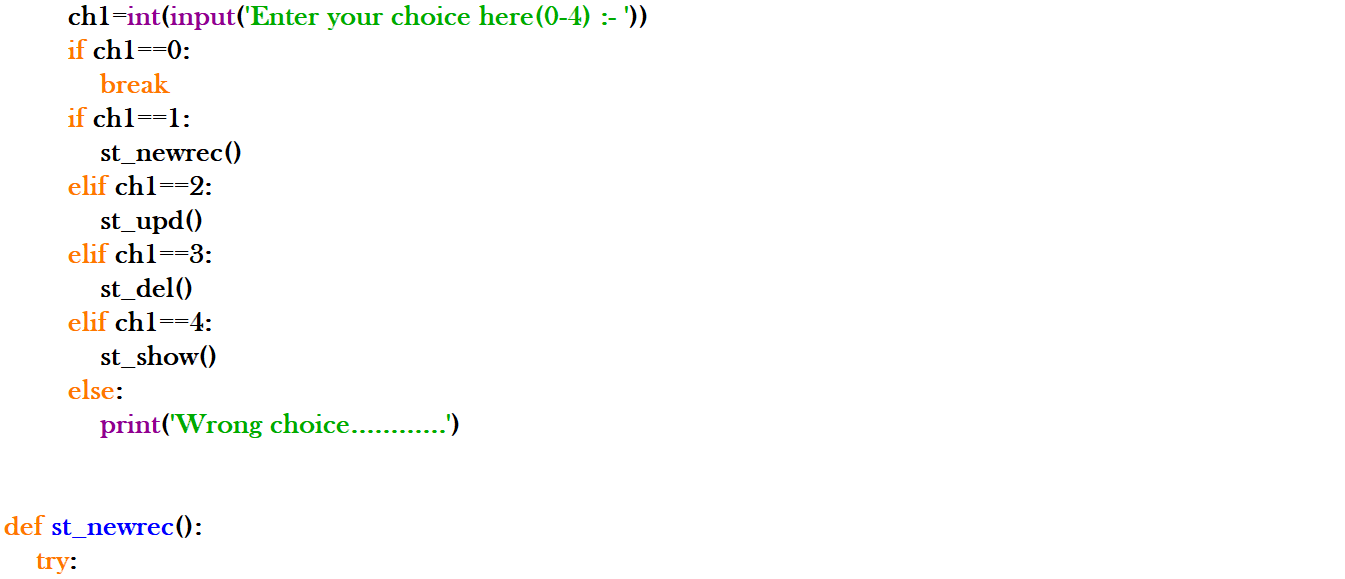 ch1=int(input('Enter your choice here(0-4) :- '))
if ch1==0:
break
if ch1==1:
st_newrec()
elif ch1==2:
st_upd()
elif ch1==3:
st_del()
elif ch1==4:
st_show()
else:
print('Wrong choice............')
def st_newrec():
try: